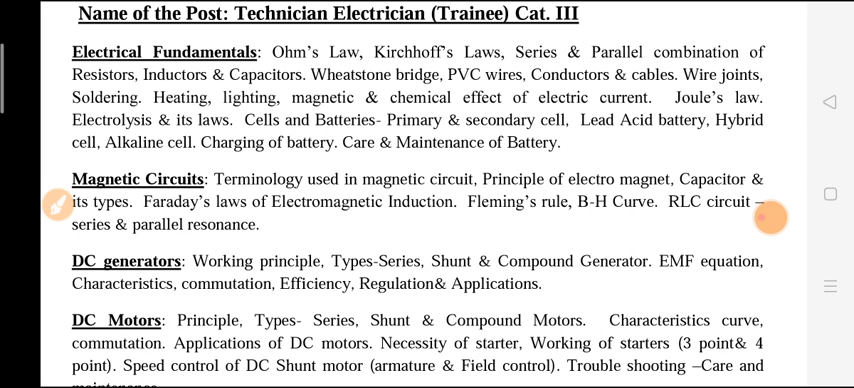 Name of the Post: Technician Electrician (Trainee) Cat. III
Electrical Fundamentals: Ohm’s Law, Kirchhoff’s Laws, Series & Parallel combination of
Resistors, Inductors & Capacitors. Wheatstone bridge, PVC wires, Conductors & cables. Wire joints,
Soldering. Heating, lighting, magnetic & chemical effect of electric current. Joule’s law.
Electrolysis & its laws. Cells and Batteries- Primary & secondary cell, Lead Acid battery, Hybrid
cell, Alkaline cell. Charging of battery. Care & Maintenance of Battery.
Magnetic Circuits: Terminology used in magnetic circuit, Principle of electro magnet, Capacitor &
its types. Faraday’s laws of Electromagnetic Induction. Fleming’s rule, B-H Curve. RLC circuit –
series & parallel resonance.
DC generators: Working principle, Types-Series, Shunt & Compound Generator. EMF equation,
Characteristics, commutation, Efficiency, Regulation& Applications.
DC Motors: Principle, Types- Series, Shunt & Compound Motors. Characteristics curve,
commutation. Applications of DC motors. Necessity of starter, Working of starters (3 point& 4
point). Speed control of DC Shunt motor (armature & Field control). Trouble shooting –Care and